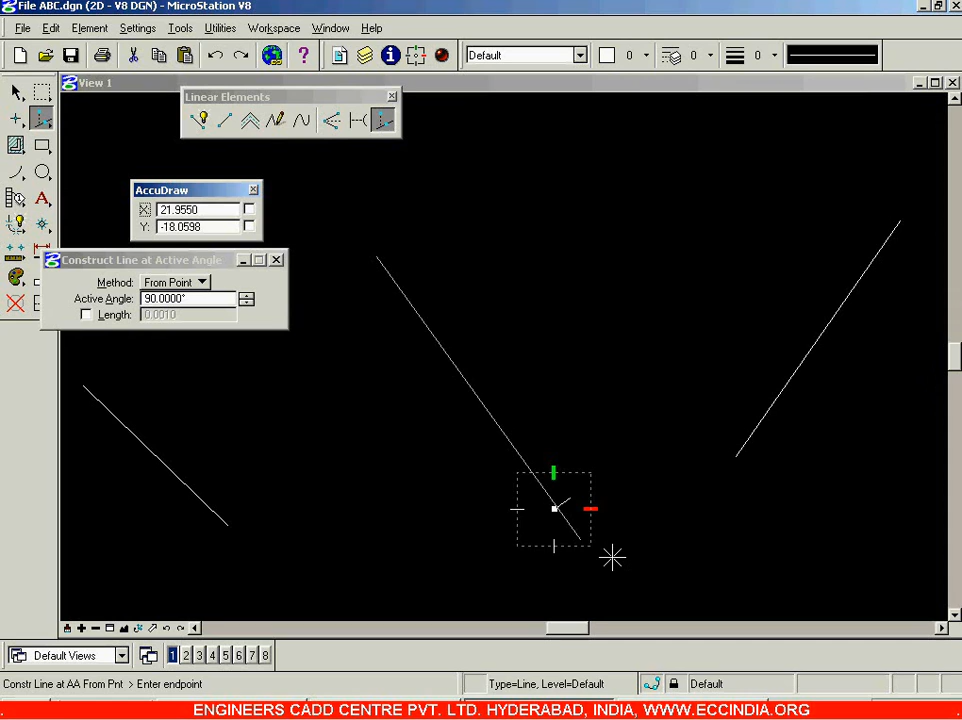 File ABC.dgn (2D - V8 DGN) - MicroStation V8
File Edit Element Settings Tools Utilities Workspace Window Help
Default 0 0 0
View 1
Linear Elements
AccuDraw
X: 21.9550
Y: -18.0598
Construct Line at Active Angle
Method: From Point
Active Angle: 90.0000°
Length: 0.0010
Default Views 1 2 3 4 5 6 7 8
Constr Line at AA From Pnt > Enter endpoint Type=Line, Level=Default Default
ENGINEERS CADD CENTRE PVT. LTD. HYDERABAD, INDIA, WWW.ECCINDIA.ORG